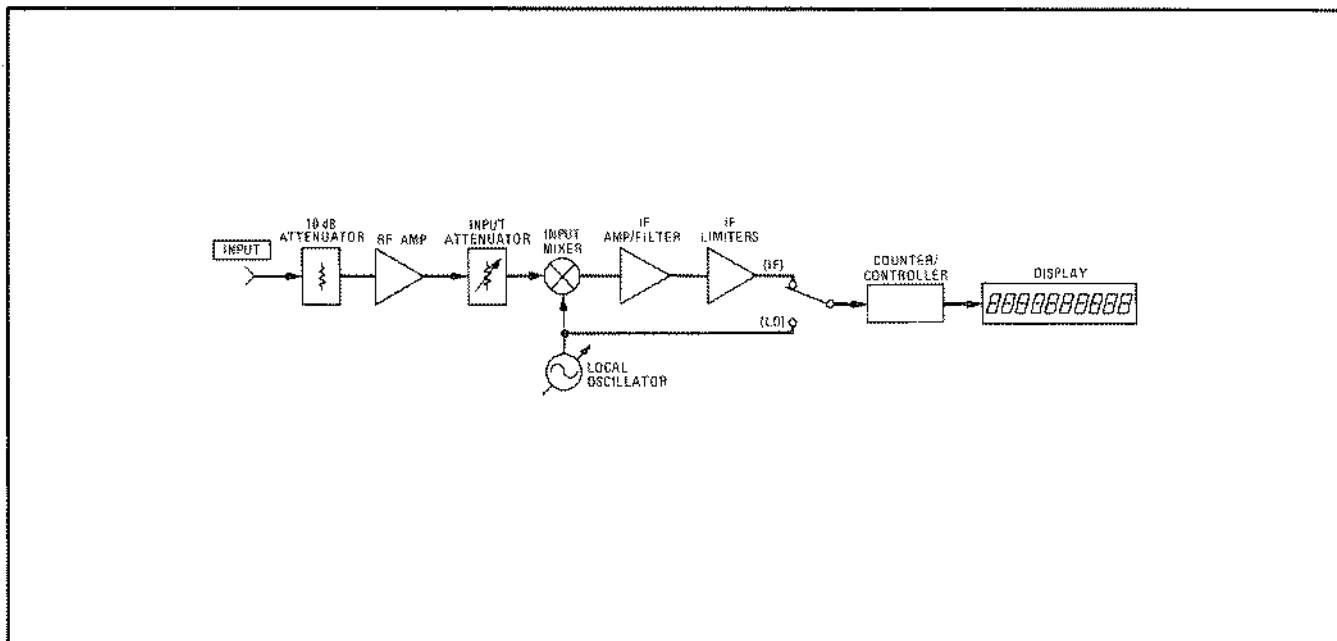 INPUT
10 dB
ATTENUATOR
RF AMP
INPUT
ATTENUATOR
INPUT
MIXER
IF
AMP/FILTER
IF
LIMITERS
(IF)
(LO)
LOCAL
OSCILLATOR
COUNTER/
CONTROLLER
DISPLAY
8888888888